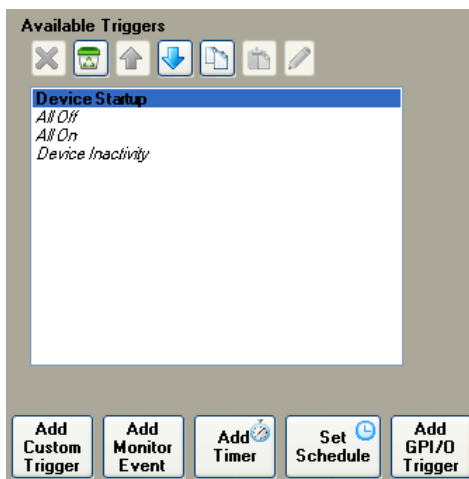 Available Triggers
Device Startup
All Off
All On
Device Inactivity
Add Custom Trigger
Add Monitor Event
Add Timer
Set Schedule
Add GPI/O Trigger